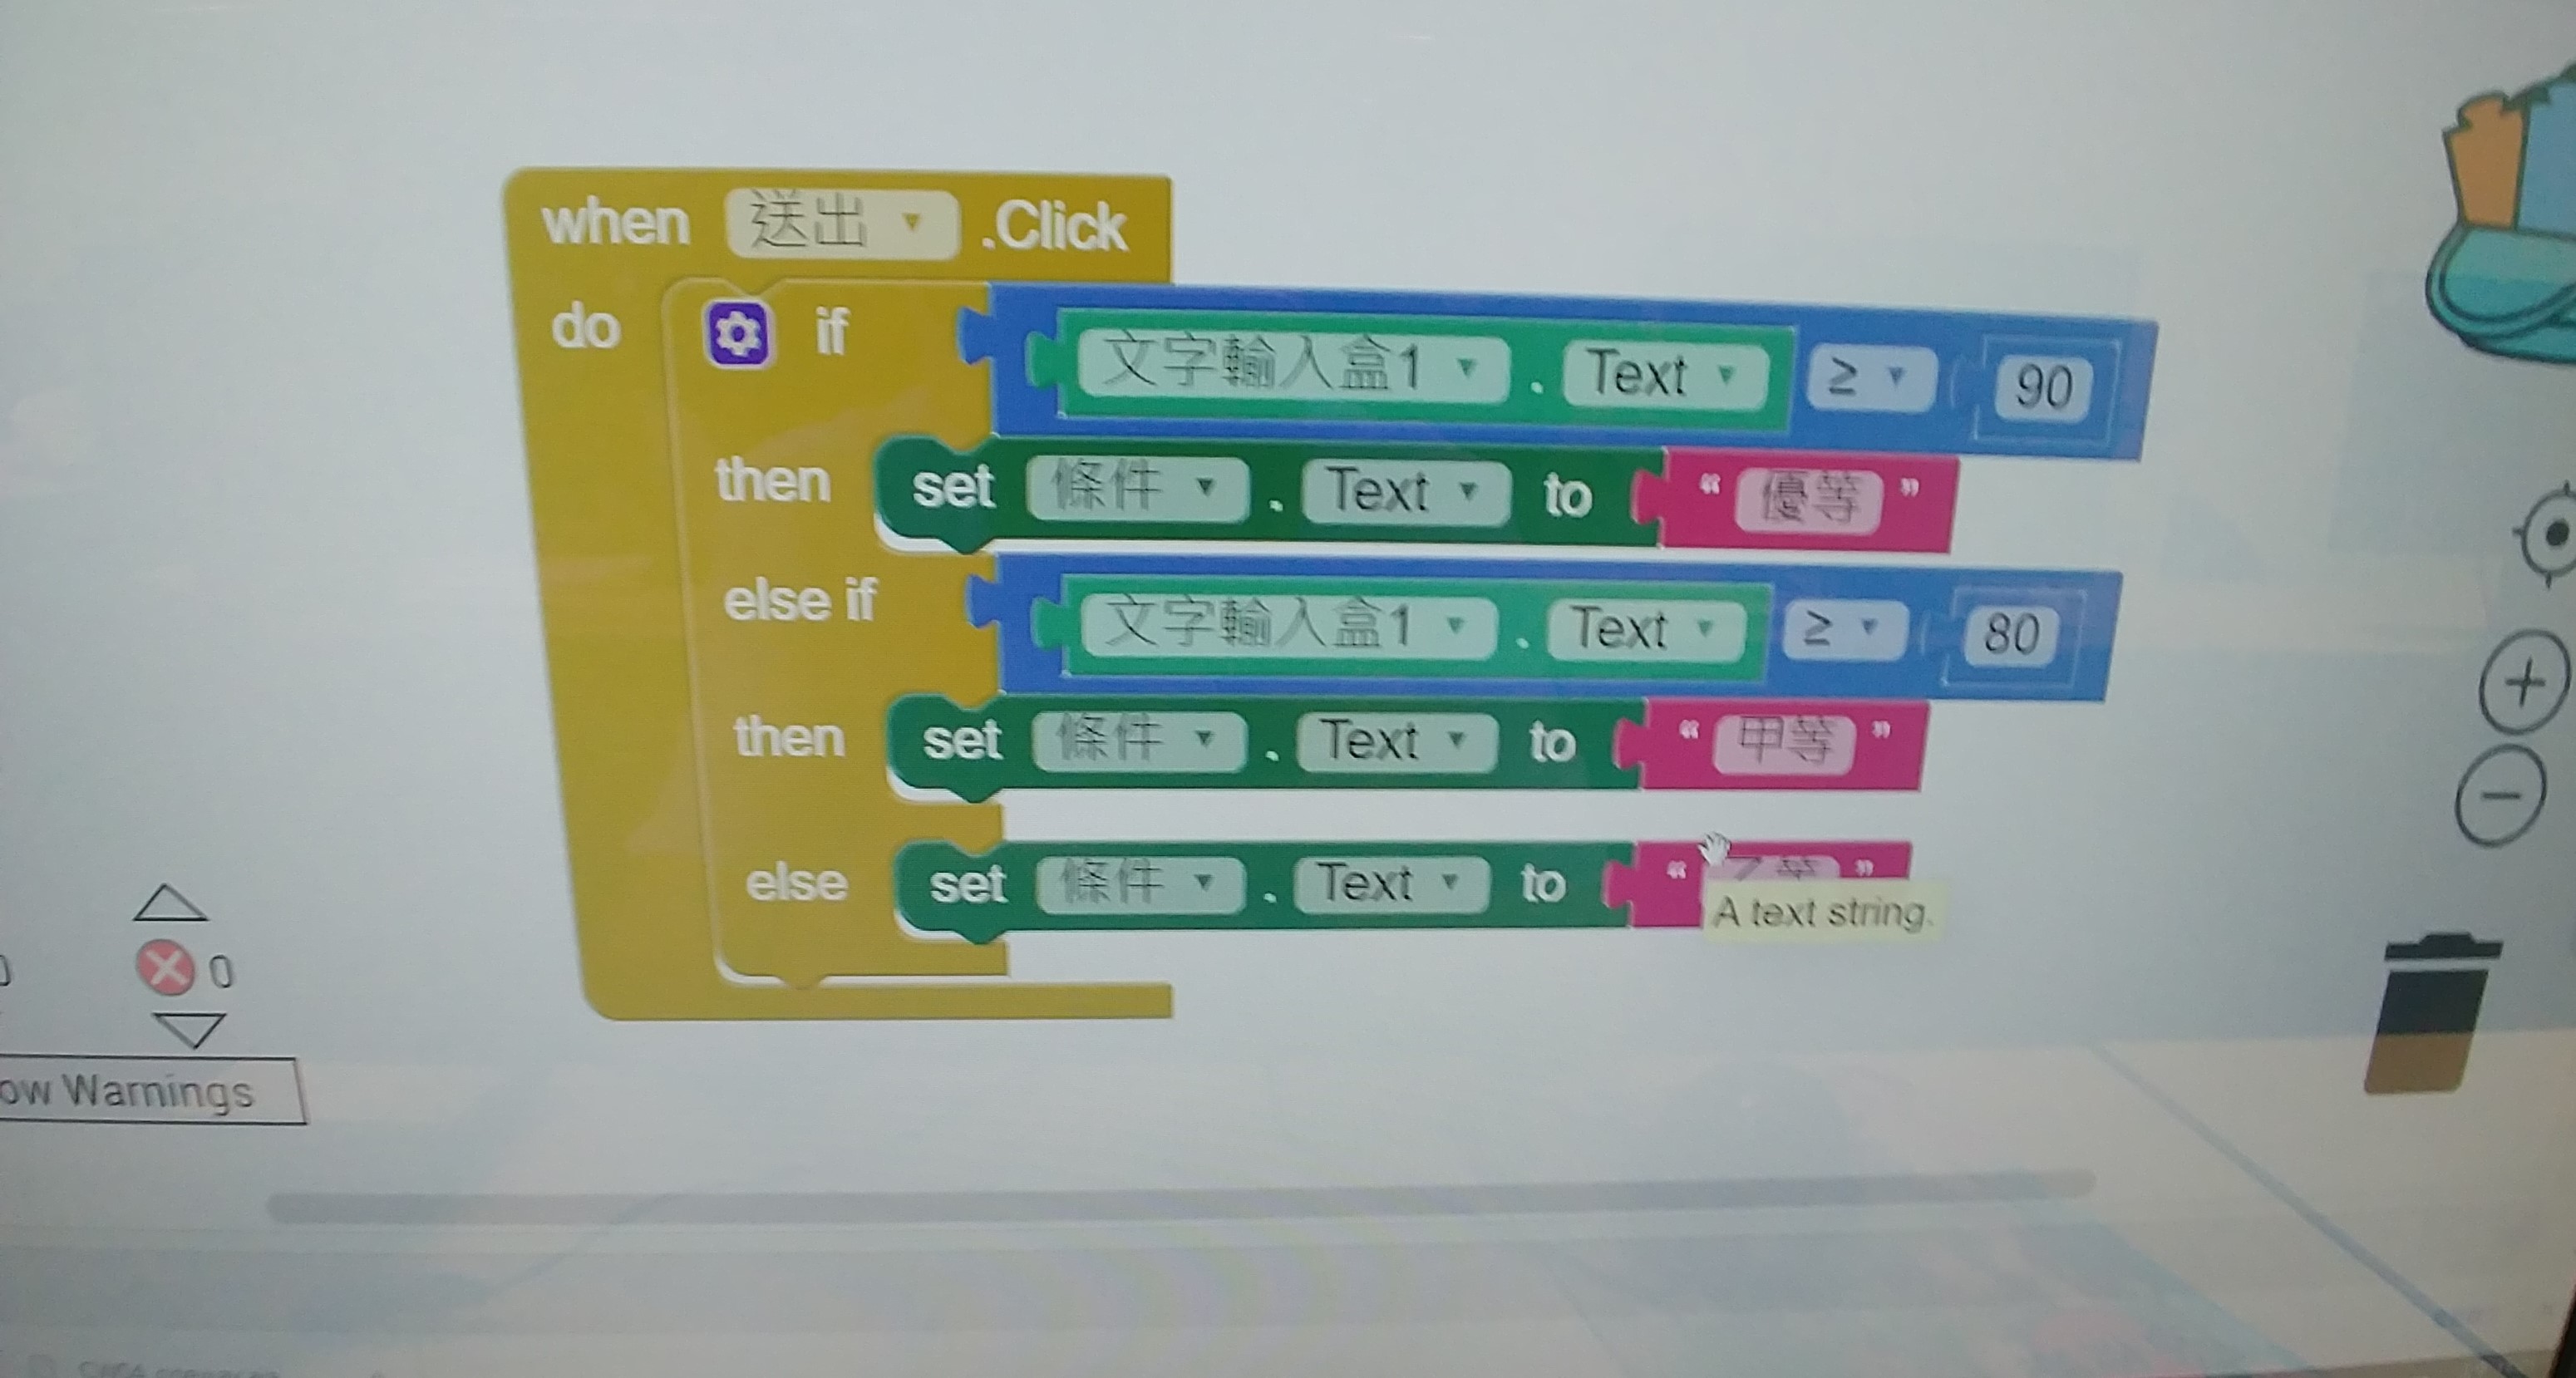 when 送出 .Click
do if 文字輸入盒1 . Text ≥ 90
then set 條件 . Text to “ 優等 ”
else if 文字輸入盒1 . Text ≥ 80
then set 條件 . Text to “ 甲等 ”
else set 條件 . Text to “ 等 ”
A text string.
0
ow Warnings